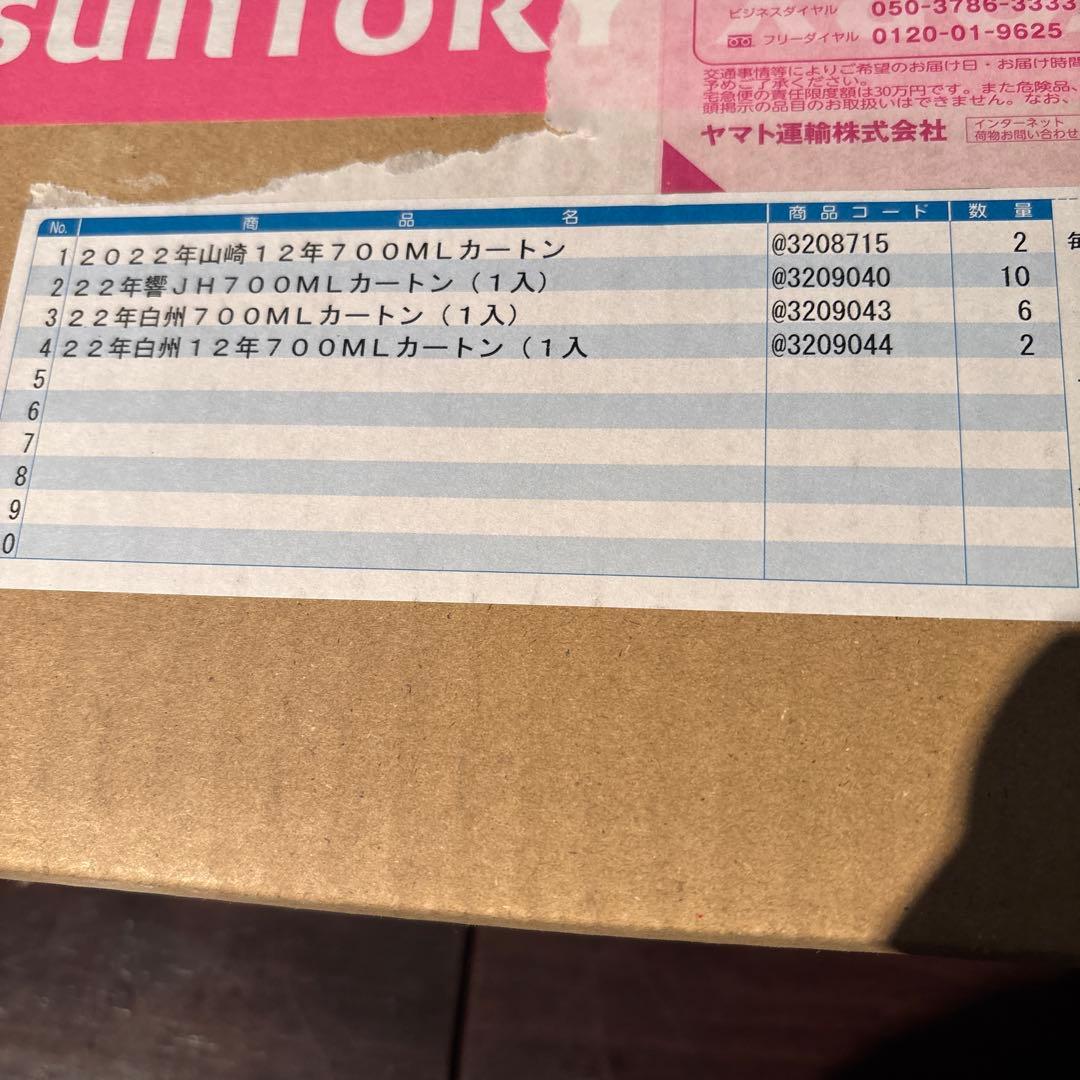 SUNTORY
ビジネスダイヤル 050-3786-3333
フリーダイヤル 0120-01-9625
交通事情等によりご希望のお届け日・お届け時間
予めご了承ください。
宅急便の責任限度額は30万円です。また危険品、
頭掲示の品目のお取扱いはできません。なお、
ヤマト運輸株式会社
インターネット
荷物お問い合わせ
No. 商品名 商品コード 数量
1 2022年山崎12年700MLカートン @3208715 2
2 22年響JH700MLカートン(1入) @3209040 10
3 22年白州700MLカートン(1入) @3209043 6
4 22年白州12年700MLカートン(1入 @3209044 2
5
6
7
8
9
0